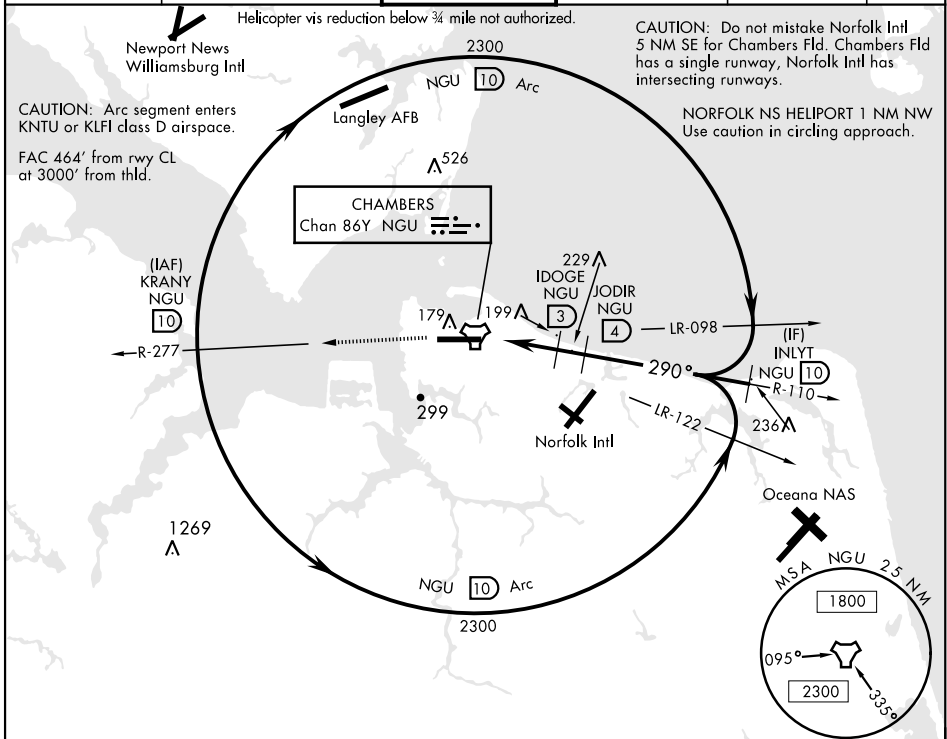 Helicopter vis reduction below ¾ mile not authorized.
Newport News
Williamsburg Intl
2300
NGU 10 Arc
CAUTION: Do not mistake Norfolk Intl
5 NM SE for Chambers Fld. Chambers Fld
has a single runway, Norfolk Intl has
intersecting runways.
CAUTION: Arc segment enters
KNTU or KLFI class D airspace.
Langley AFB
NORFOLK NS HELIPORT 1 NM NW
Use caution in circling approach.
FAC 464' from rwy CL
at 3000' from thld.
526
CHAMBERS
Chan 86Y NGU
(IAF)
KRANY
NGU
10
229
IDOGE
NGU
3
JODIR
NGU
4
179
199
LR-098
(IF)
INLYT
NGU 10
R-277
290°
R-110
LR-122
299
236
Norfolk Intl
Oceana NAS
1269
NGU 10 Arc
2300
MSA NGU 25 NM
1800
095°
2300
335°